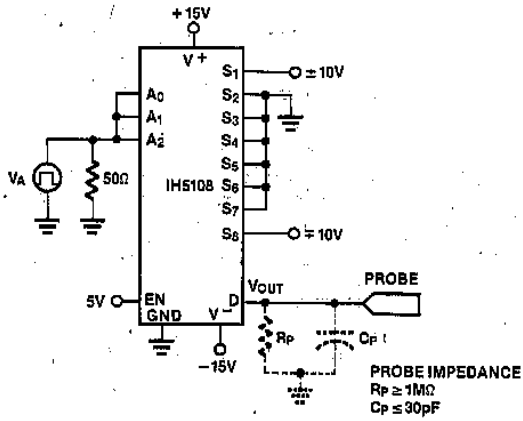 +15V
V+
S1
±10V
A0
S2
A1
S3
A2
S4
VA
50Ω
S5
IH5108
S6
S7
S8
∓10V
VOUT
PROBE
5V
EN
D
GND
V−
RP
CP
−15V
PROBE IMPEDANCE
RP ≥ 1MΩ
CP ≤ 30pF